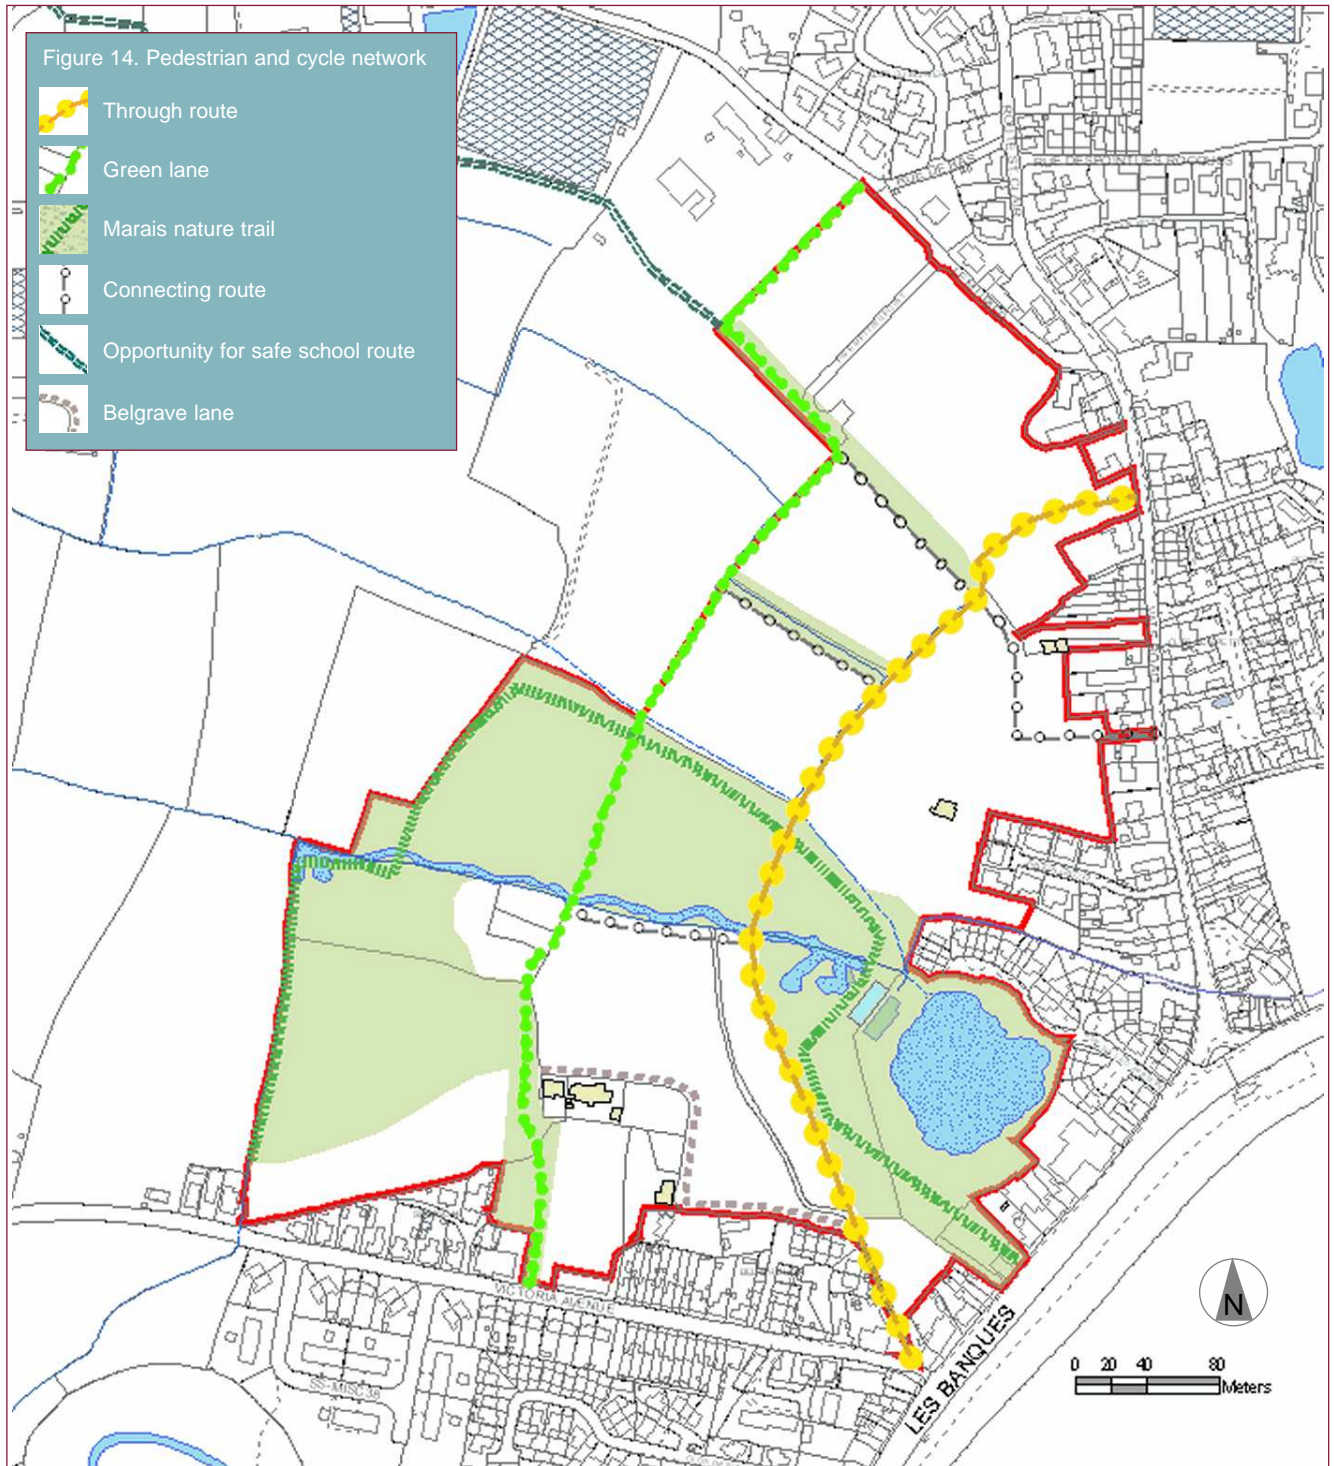 Figure 14. Pedestrian and cycle network
Through route
Green lane
Marais nature trail
Connecting route
Opportunity for safe school route
Belgrave lane
VICTORIA AVENUE
LES BANQUES
N
0 20 40 80
Meters